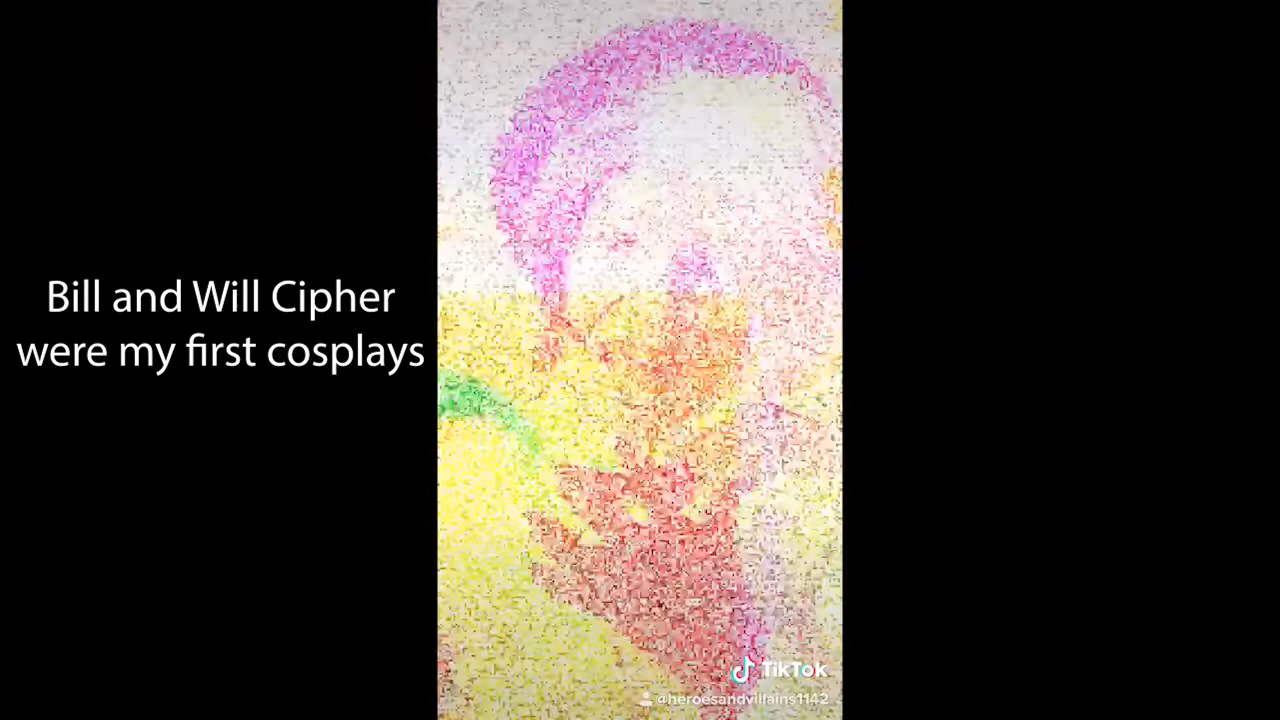 Bill and Will Cipher
were my first cosplays
TikTok
@heroesandvillains1142